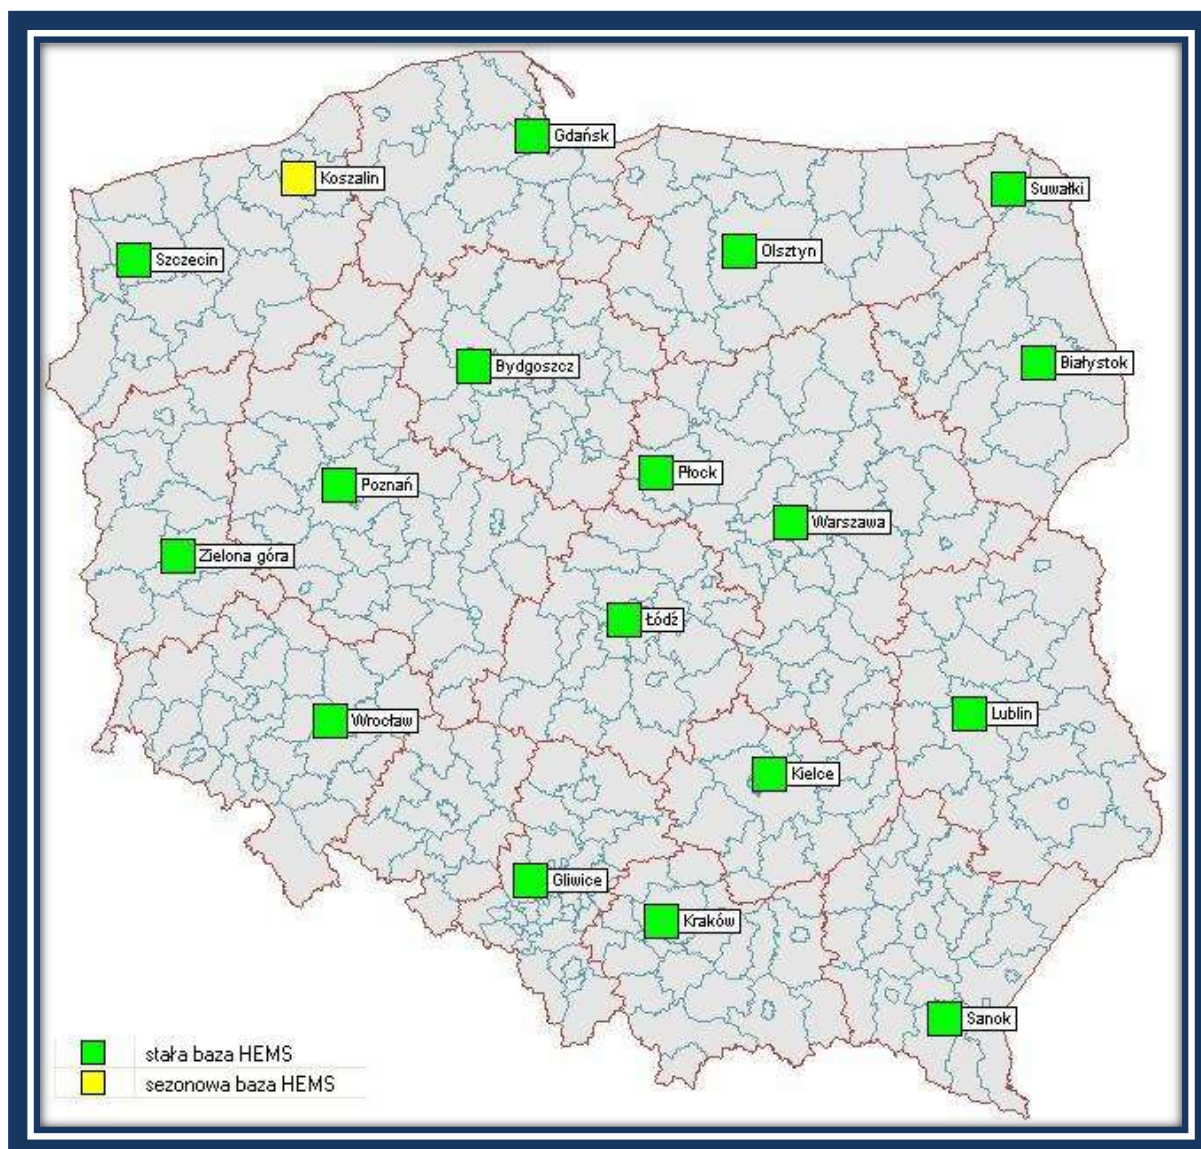 Gdańsk
Koszalin
Suwałki
Olsztyn
Szczecin
Bydgoszcz
Białystok
Płock
Poznań
Warszawa
Zielona góra
Łódź
Lublin
Wrocław
Kielce
Gliwice
Kraków
Sanok
stała baza HEMS
sezonowa baza HEMS